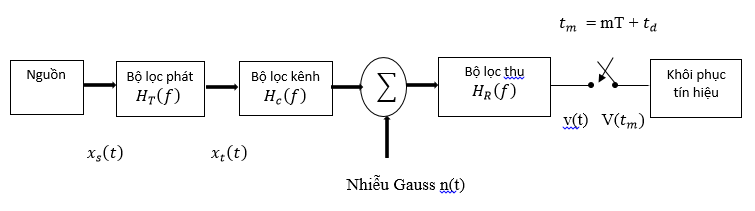 t_m = mT + t_d
Nguồn
Bộ lọc phát
H_T(f)
Bộ lọc kênh
H_c(f)
∑
Bộ lọc thu
H_R(f)
Khôi phục
tín hiệu
x_s(t)
x_t(t)
v(t) V(t_m)
Nhiễu Gauss n(t)